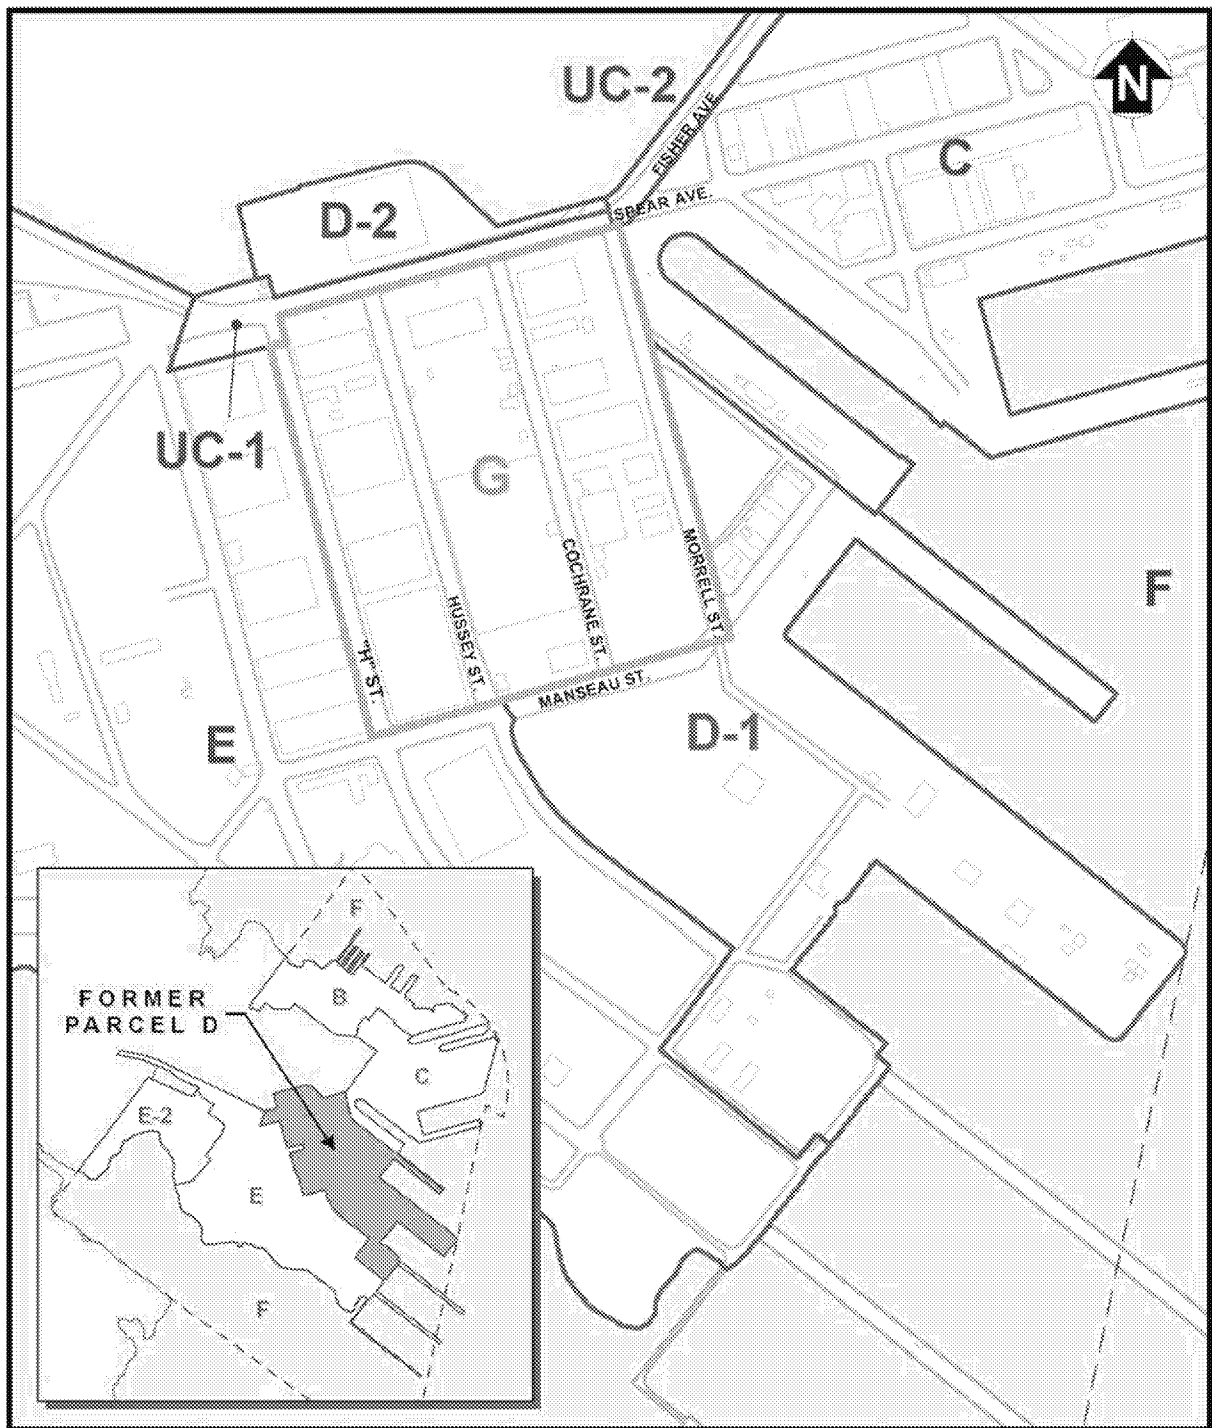 UC-2
N
FISHER AVE.
C
SPEAR AVE.
D-2
UC-1
G
COCHRANE ST.
MORRELL ST.
F
HUSSEY ST.
"H" ST.
MANSEAU ST.
D-1
E
F
FORMER
PARCEL D
B
C
E-2
E
F